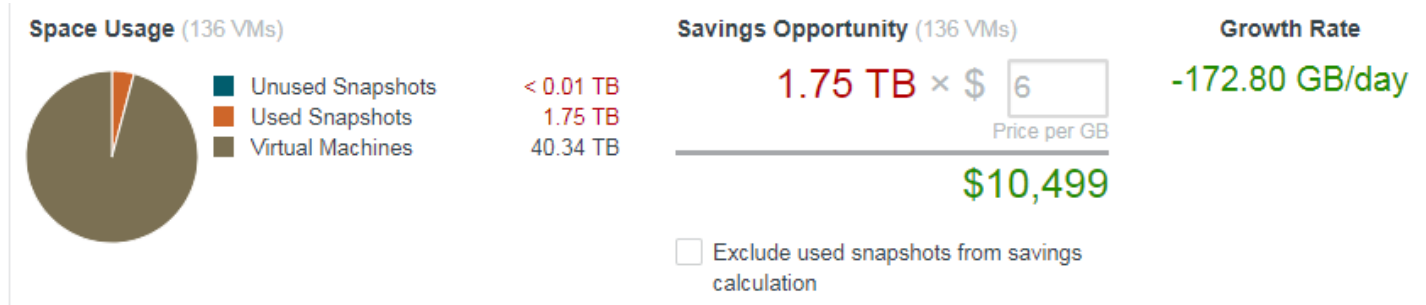 Space Usage (136 VMs)
Unused Snapshots < 0.01 TB
Used Snapshots 1.75 TB
Virtual Machines 40.34 TB
Savings Opportunity (136 VMs)
1.75 TB × $ 6
Price per GB
$10,499
Exclude used snapshots from savings
calculation
Growth Rate
-172.80 GB/day